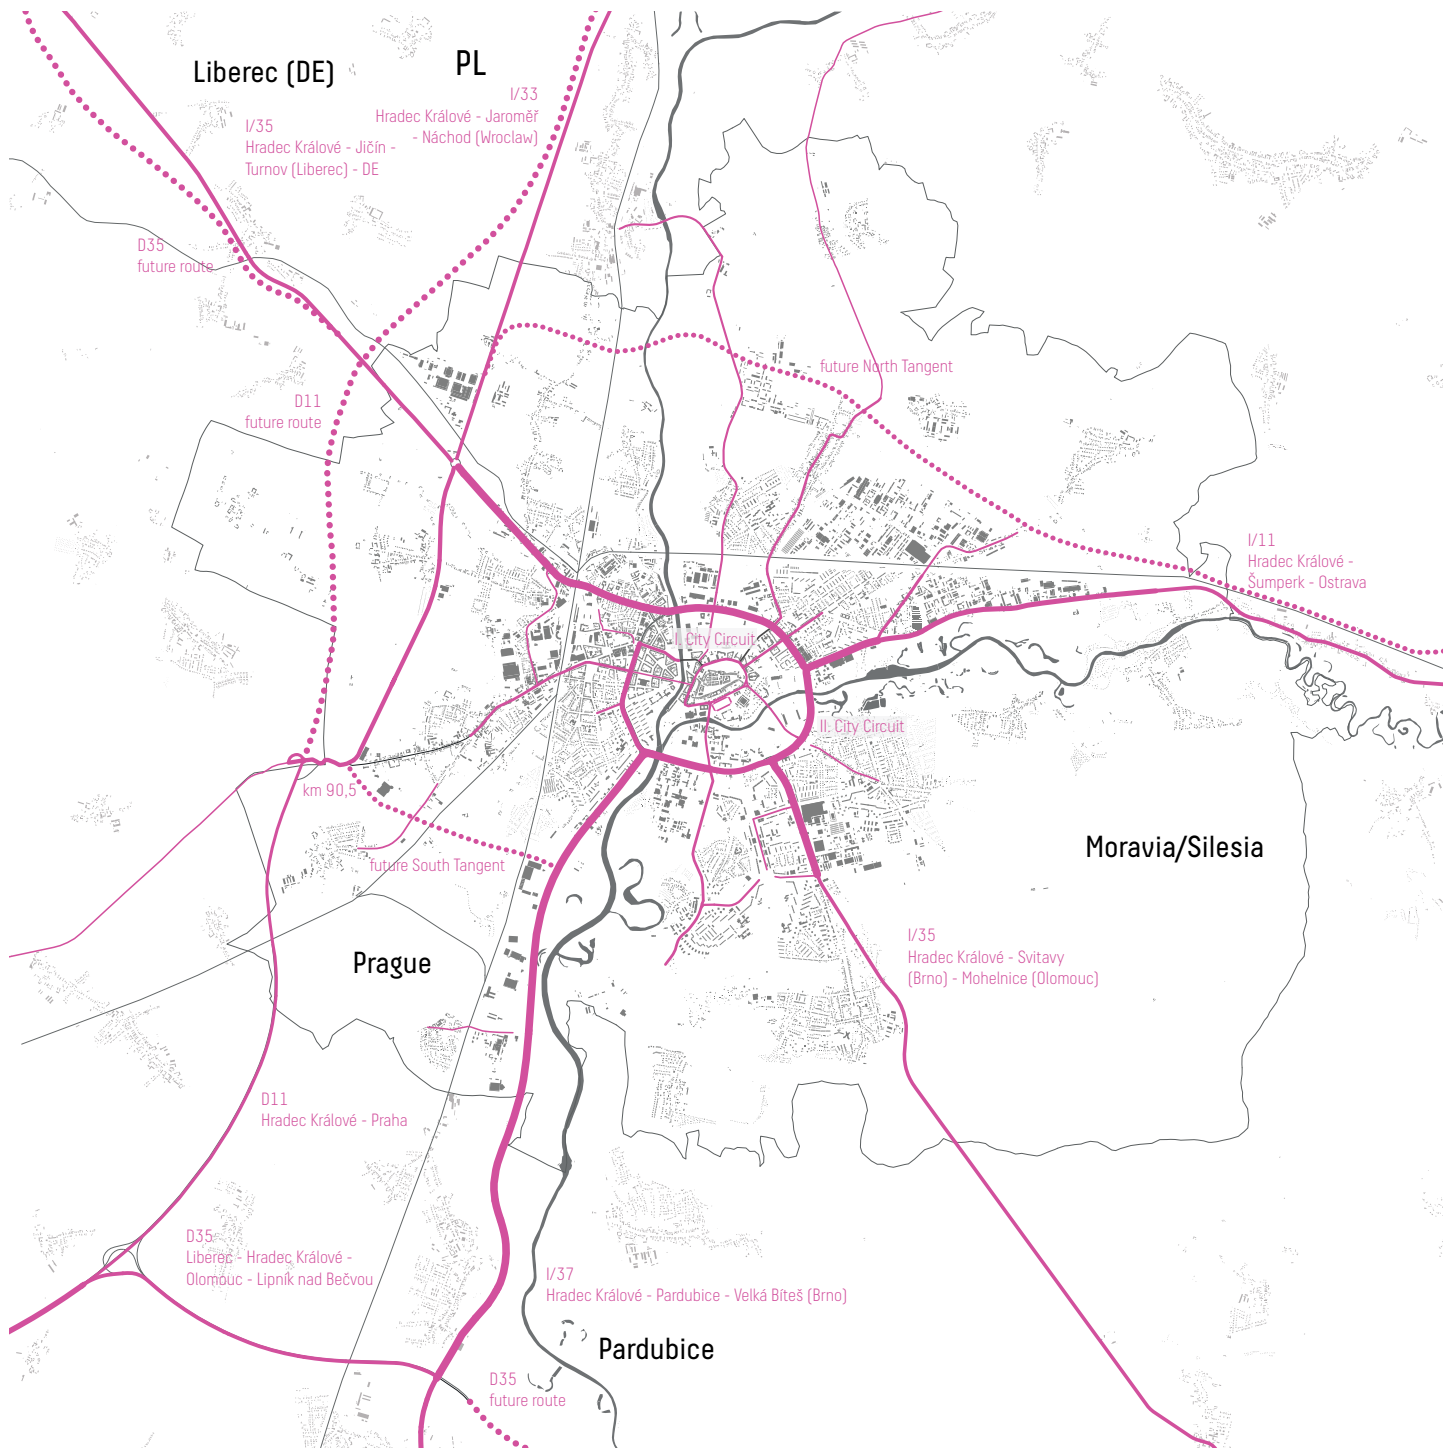 Liberec (DE)
PL
I/33
Hradec Králové - Jaroměř
- Náchod (Wroclaw)
I/35
Hradec Králové - Jičín -
Turnov (Liberec) - DE
D35
future route
D11
future route
future North Tangent
I/11
Hradec Králové -
Šumperk - Ostrava
I. City Circuit
II. City Circuit
km 90,5
future South Tangent
Moravia/Silesia
Prague
I/35
Hradec Králové - Svitavy
(Brno) - Mohelnice (Olomouc)
D11
Hradec Králové - Praha
D35
Liberec - Hradec Králové -
Olomouc - Lipník nad Bečvou
I/37
Hradec Králové - Pardubice - Velká Bíteš (Brno)
Pardubice
D35
future route